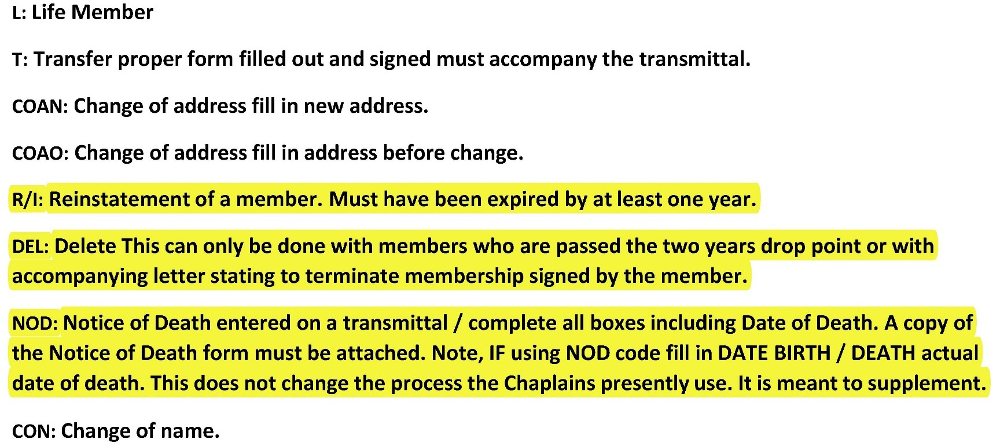 L: Life Member
T: Transfer proper form filled out and signed must accompany the transmittal.
COAN: Change of address fill in new address.
COAO: Change of address fill in address before change.
R/I: Reinstatement of a member. Must have been expired by at least one year.
DEL: Delete This can only be done with members who are passed the two years drop point or with
accompanying letter stating to terminate membership signed by the member.
NOD: Notice of Death entered on a transmittal / complete all boxes including Date of Death. A copy of
the Notice of Death form must be attached. Note, IF using NOD code fill in DATE BIRTH / DEATH actual
date of death. This does not change the process the Chaplains presently use. It is meant to supplement.
CON: Change of name.